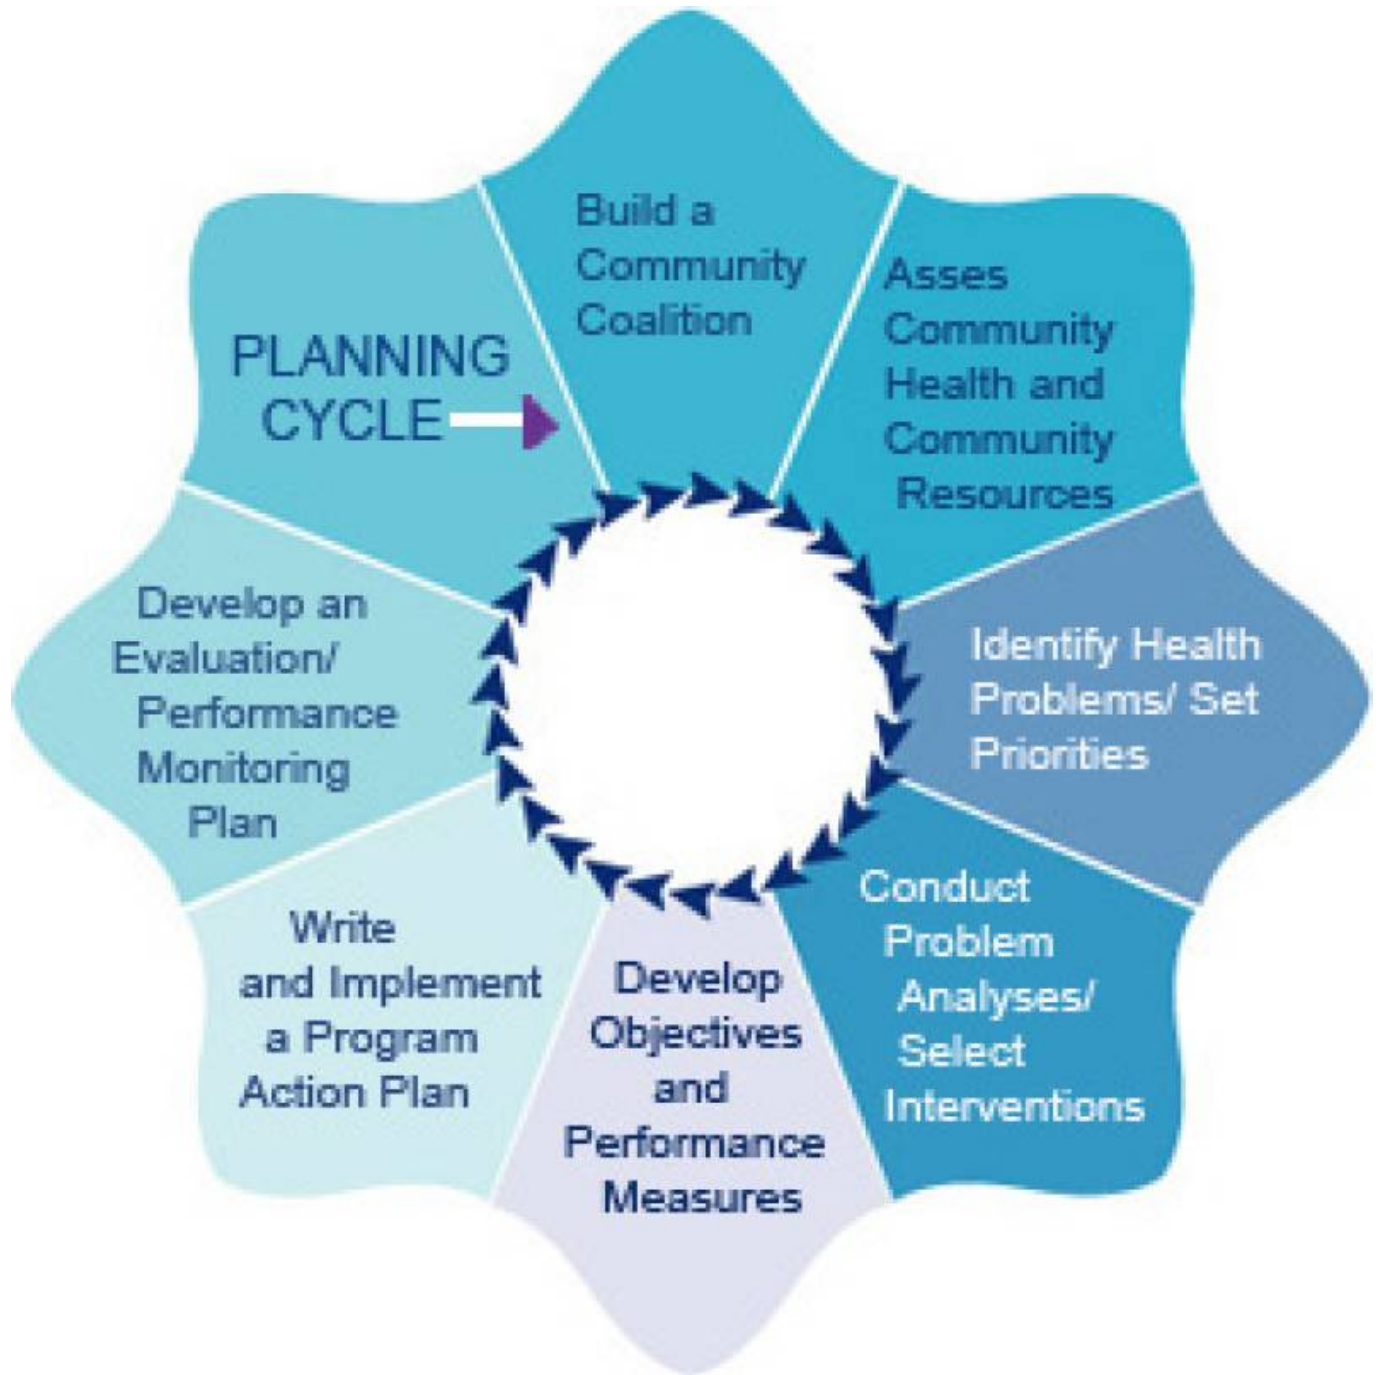 PLANNING
CYCLE
Build a
Community
Coalition
Asses
Community
Health and
Community
Resources
Identify Health
Problems/ Set
Priorities
Conduct
Problem
Analyses/
Select
Interventions
Develop
Objectives
and
Performance
Measures
Write
and Implement
a Program
Action Plan
Develop an
Evaluation/
Performance
Monitoring
Plan